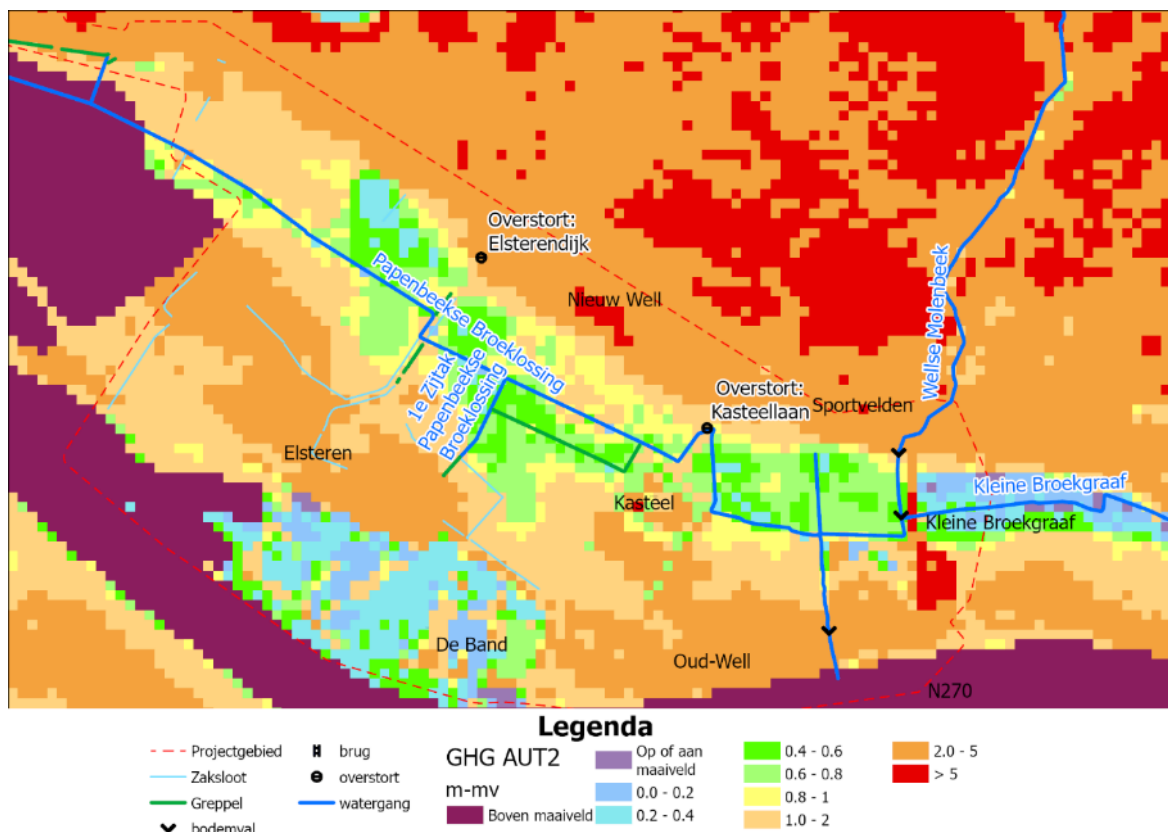 Overstort:
Elsterendijk
Nieuw Well
Papenbeekse Broeklossing
1e Zijtak
Papenbeekse
Broeklossing
Wellse Molenbeek
Overstort:
Kasteellaan
Sportvelden
Elsteren
Kasteel
Kleine Broekgraaf
Kleine Broekgraaf
De Band
Oud-Well
N270
Legenda
Projectgebied
Zaksloot
Greppel
bodemval
brug
overstort
watergang
GHG AUT2
m-mv
Boven maaiveld
Op of aan
maaiveld
0.0 - 0.2
0.2 - 0.4
0.4 - 0.6
0.6 - 0.8
0.8 - 1
1.0 - 2
2.0 - 5
> 5